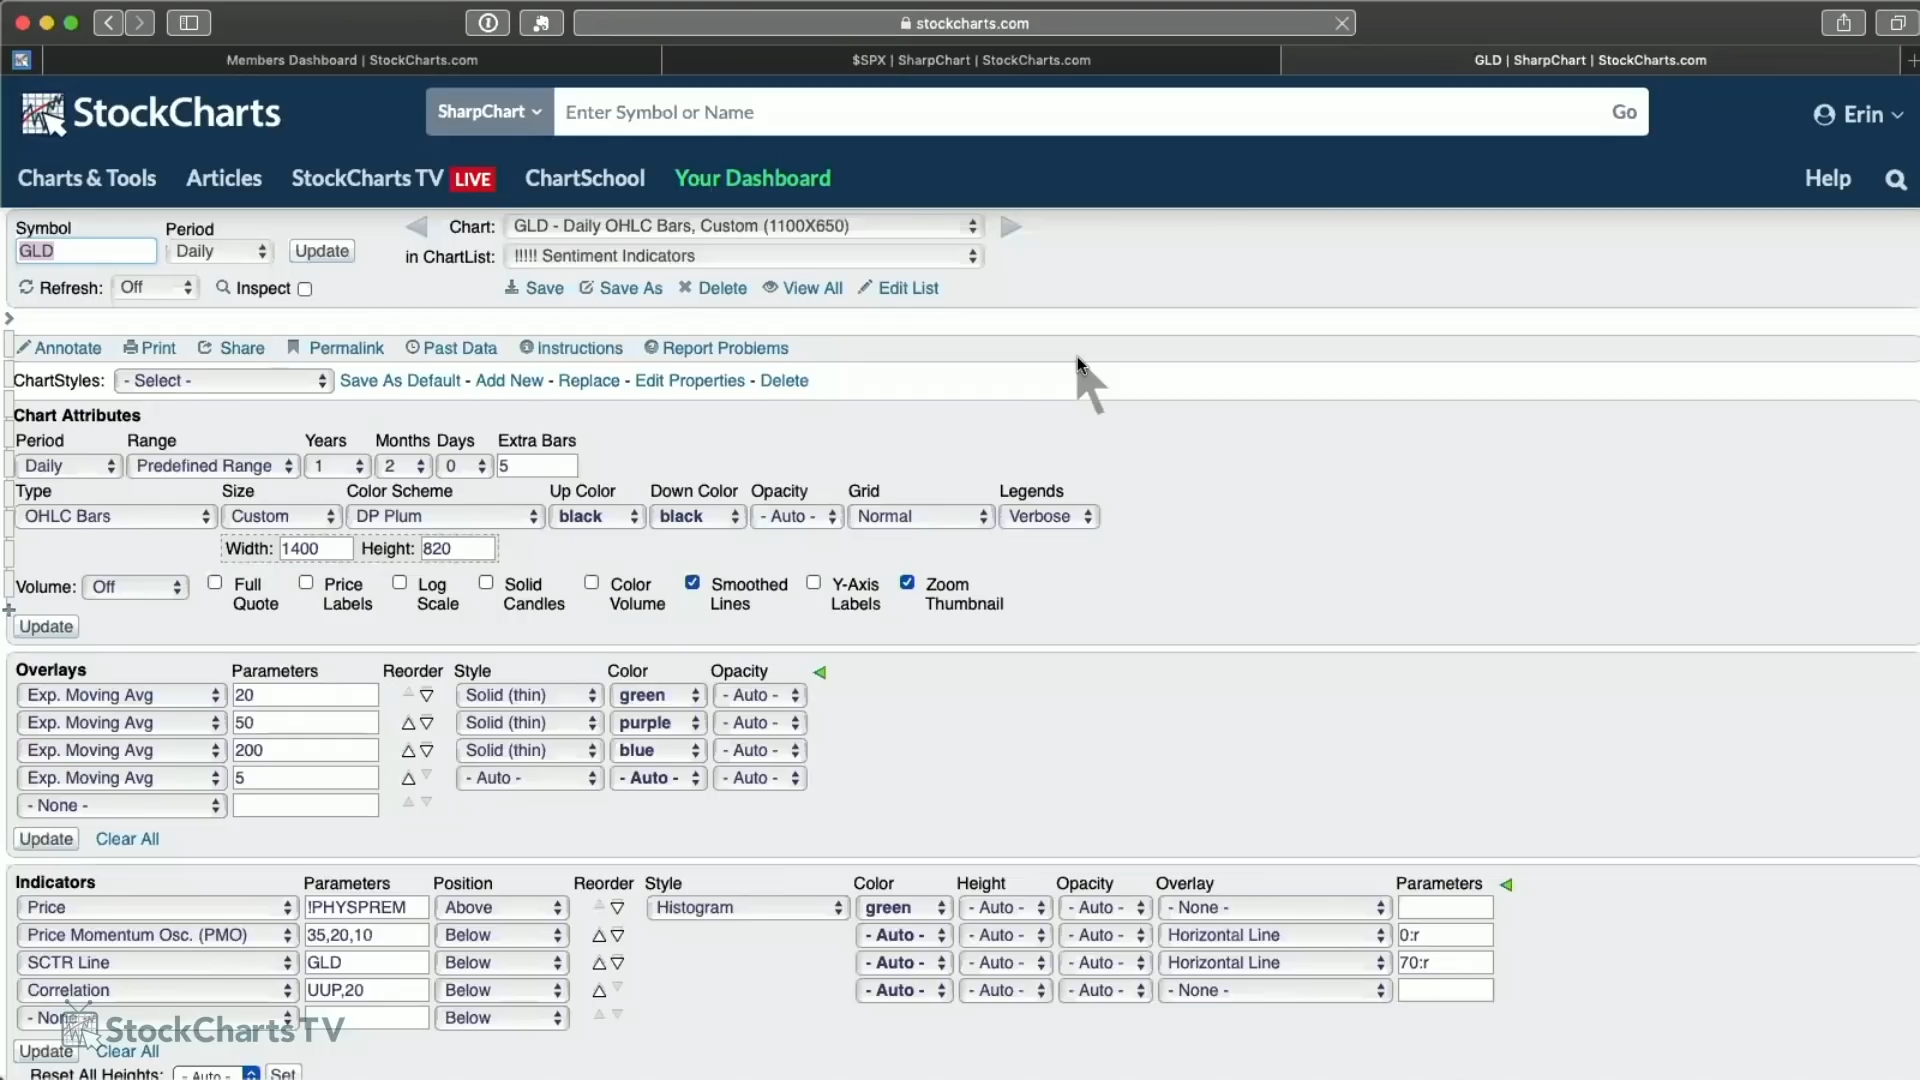 stockcharts.com
Members Dashboard | StockCharts.com
$SPX | SharpChart | StockCharts.com
GLD | SharpChart | StockCharts.com
StockCharts
SharpChart
Enter Symbol or Name
Go
Erin
Charts & Tools Articles StockCharts TV LIVE ChartSchool Your Dashboard Help
Symbol Period Chart: GLD - Daily OHLC Bars, Custom (1100X650)
GLD Daily Update in ChartList: !!!!! Sentiment Indicators
Refresh: Off Inspect Save Save As Delete View All Edit List
Annotate Print Share Permalink Past Data Instructions Report Problems
ChartStyles: - Select - Save As Default - Add New - Replace - Edit Properties - Delete
Chart Attributes
Period Range Years Months Days Extra Bars
Daily Predefined Range 1 2 0 5
Type Size Color Scheme Up Color Down Color Opacity Grid Legends
OHLC Bars Custom DP Plum black black - Auto - Normal Verbose
Width: 1400 Height: 820
Volume: Off Full Quote Price Labels Log Scale Solid Candles Color Volume Smoothed Lines Y-Axis Labels Zoom Thumbnail
Update
Overlays Parameters Reorder Style Color Opacity
Exp. Moving Avg 20 Solid (thin) green - Auto -
Exp. Moving Avg 50 Solid (thin) purple - Auto -
Exp. Moving Avg 200 Solid (thin) blue - Auto -
Exp. Moving Avg 5 - Auto - - Auto - - Auto -
- None -
Update Clear All
Indicators Parameters Position Reorder Style Color Height Opacity Overlay Parameters
Price !PHYSPREM Above Histogram green - Auto - - Auto - - None -
Price Momentum Osc. (PMO) 35,20,10 Below - Auto - - Auto - - Auto - Horizontal Line 0:r
SCTR Line GLD Below - Auto - - Auto - - Auto - Horizontal Line 70:r
Correlation UUP,20 Below - Auto - - Auto - - Auto - - None -
- None Below
StockChartsTV
Update Clear All
Reset All Heights: - Auto - Set